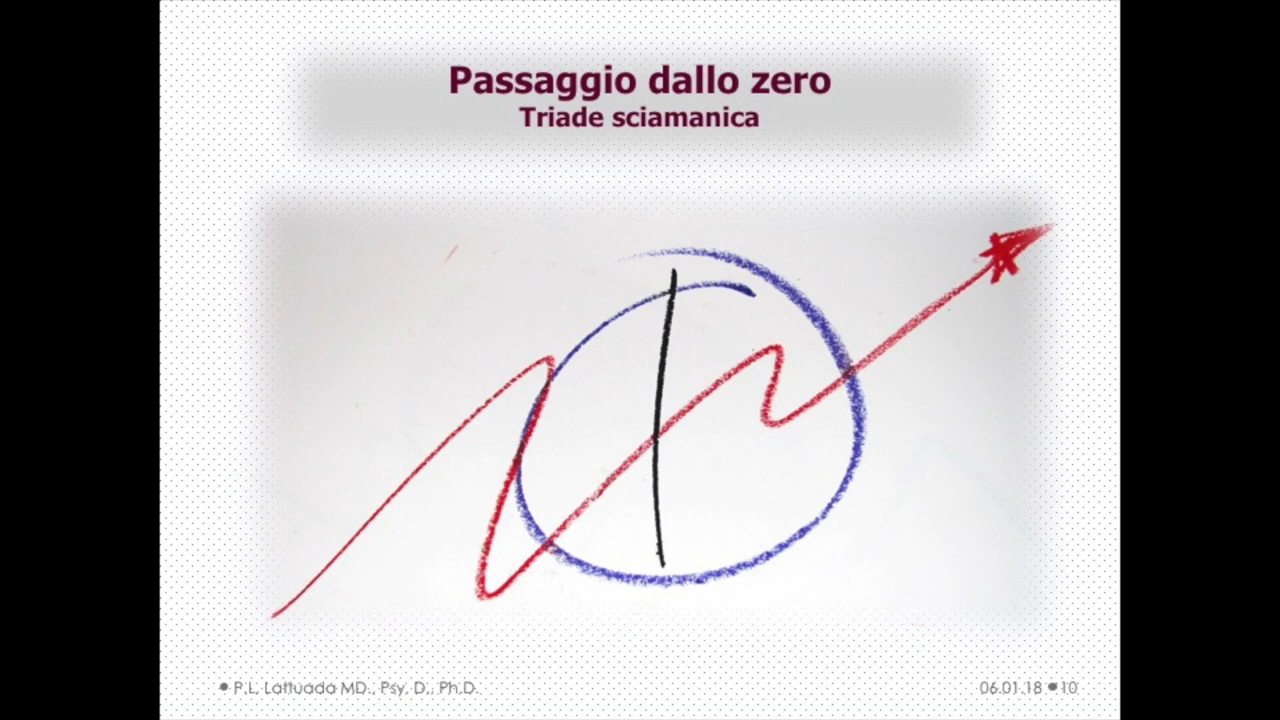 Passaggio dallo zero
Triade sciamanica
P.L. Lattuada MD., Psy. D., Ph.D.
06.01.18 ● 10